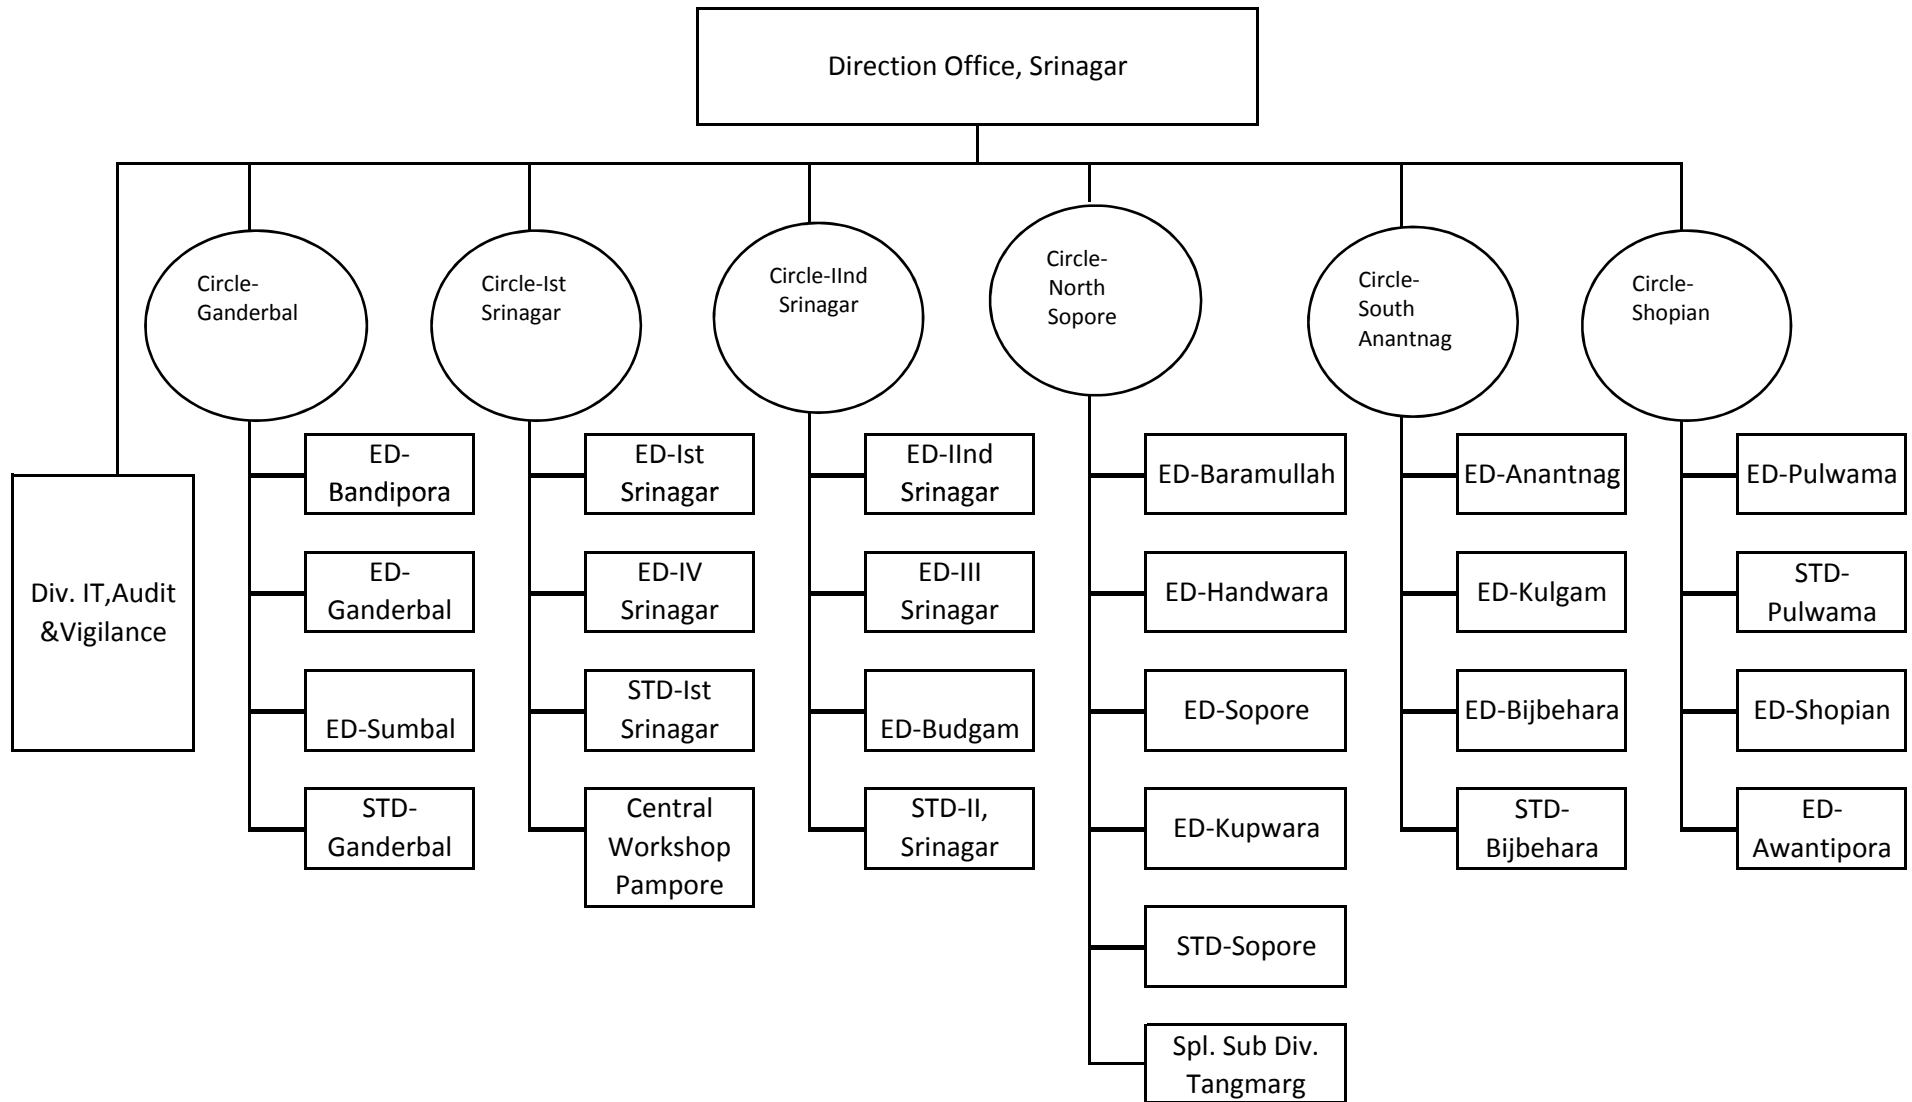 Direction Office, Srinagar
Circle-
Ganderbal
Circle-Ist
Srinagar
Circle-IInd
Srinagar
Circle-
North
Sopore
Circle-
South
Anantnag
Circle-
Shopian
Div. IT,Audit
&Vigilance
ED-
Bandipora
ED-
Ganderbal
ED-Sumbal
STD-
Ganderbal
ED-Ist
Srinagar
ED-IV
Srinagar
STD-Ist
Srinagar
Central
Workshop
Pampore
ED-IInd
Srinagar
ED-III
Srinagar
ED-Budgam
STD-II,
Srinagar
ED-Baramullah
ED-Handwara
ED-Sopore
ED-Kupwara
STD-Sopore
Spl. Sub Div.
Tangmarg
ED-Anantnag
ED-Kulgam
ED-Bijbehara
STD-
Bijbehara
ED-Pulwama
STD-
Pulwama
ED-Shopian
ED-
Awantipora